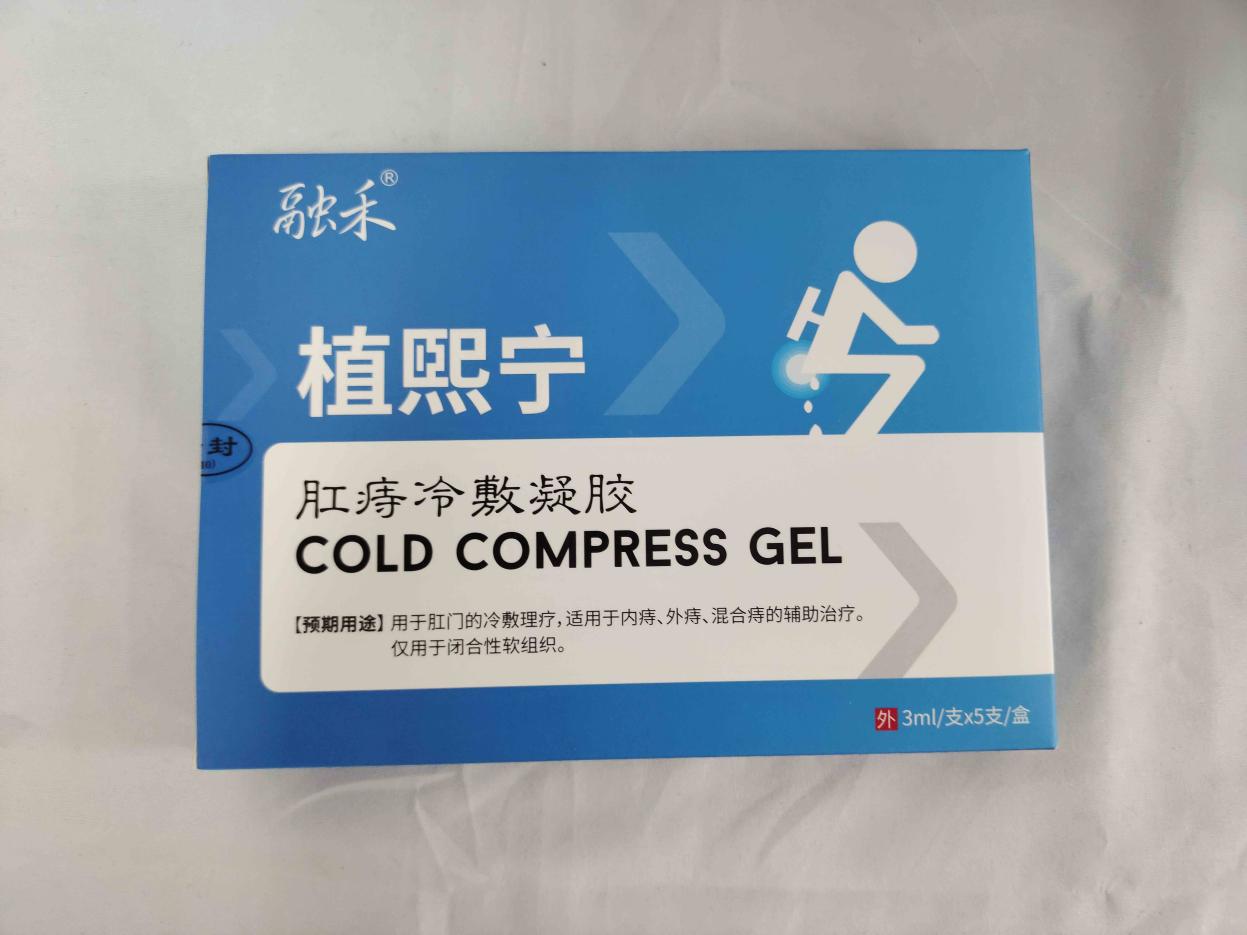 融禾®
植熙宁
封
肛痔冷敷凝胶
COLD COMPRESS GEL
【预期用途】用于肛门的冷敷理疗,适用于内痔、外痔、混合痔的辅助治疗。
仅用于闭合性软组织。
外 3ml/支x5支/盒